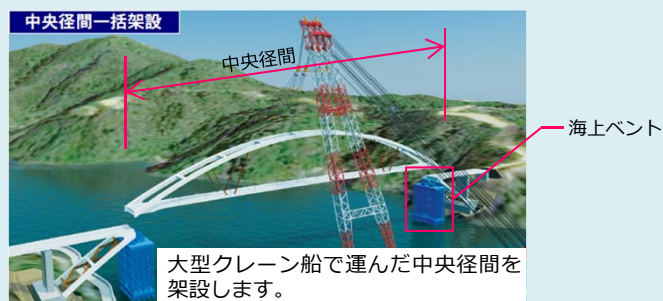 中央径間一括架設
中央径間
海上ベント
大型クレーン船で運んだ中央径間を
架設します。